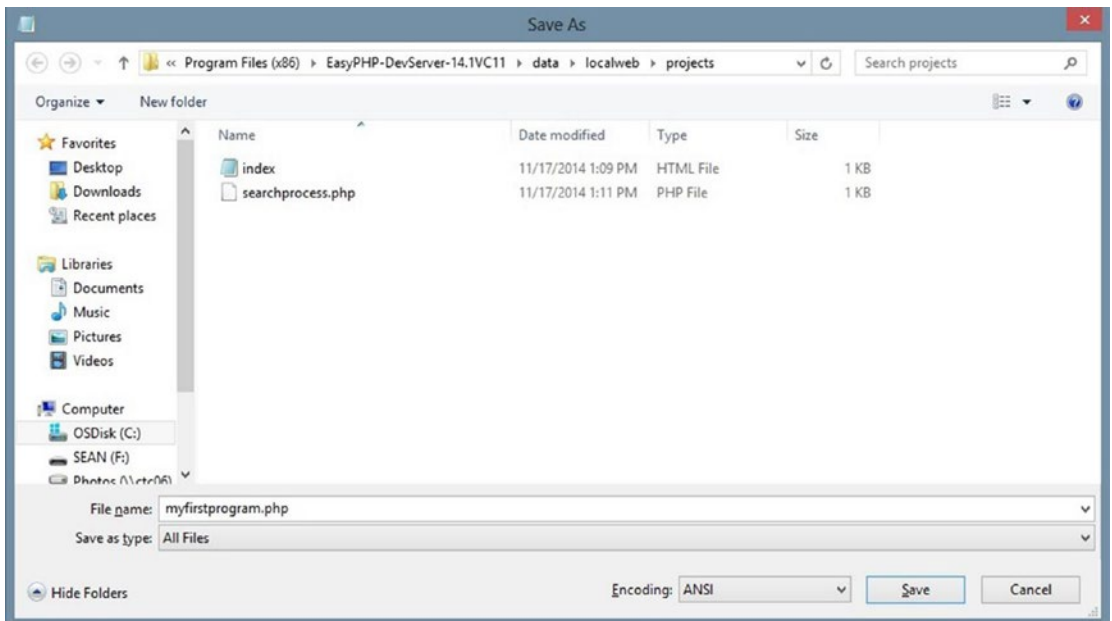 Save As
« Program Files (x86) ▸ EasyPHP-DevServer-14.1VC11 ▸ data ▸ localweb ▸ projects
Search projects
Organize New folder
Name Date modified Type Size
index 11/17/2014 1:09 PM HTML File 1 KB
searchprocess.php 11/17/2014 1:11 PM PHP File 1 KB
Favorites
Desktop
Downloads
Recent places
Libraries
Documents
Music
Pictures
Videos
Computer
OSDisk (C:)
SEAN (F:)
Photos (\\ctc06)
File name: myfirstprogram.php
Save as type: All Files
Hide Folders Encoding: ANSI Save Cancel